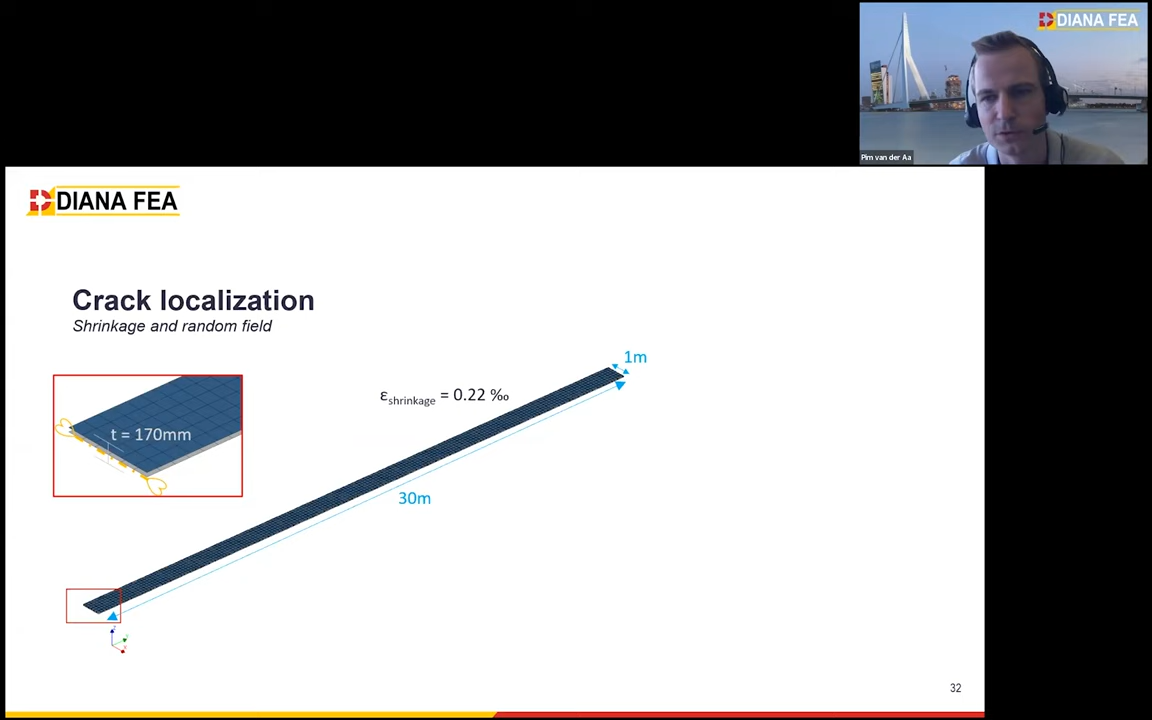 DIANA FEA
Pim van der Aa
DIANA FEA
Crack localization
Shrinkage and random field
1m
εshrinkage = 0.22 ‰
t = 170mm
30m
32